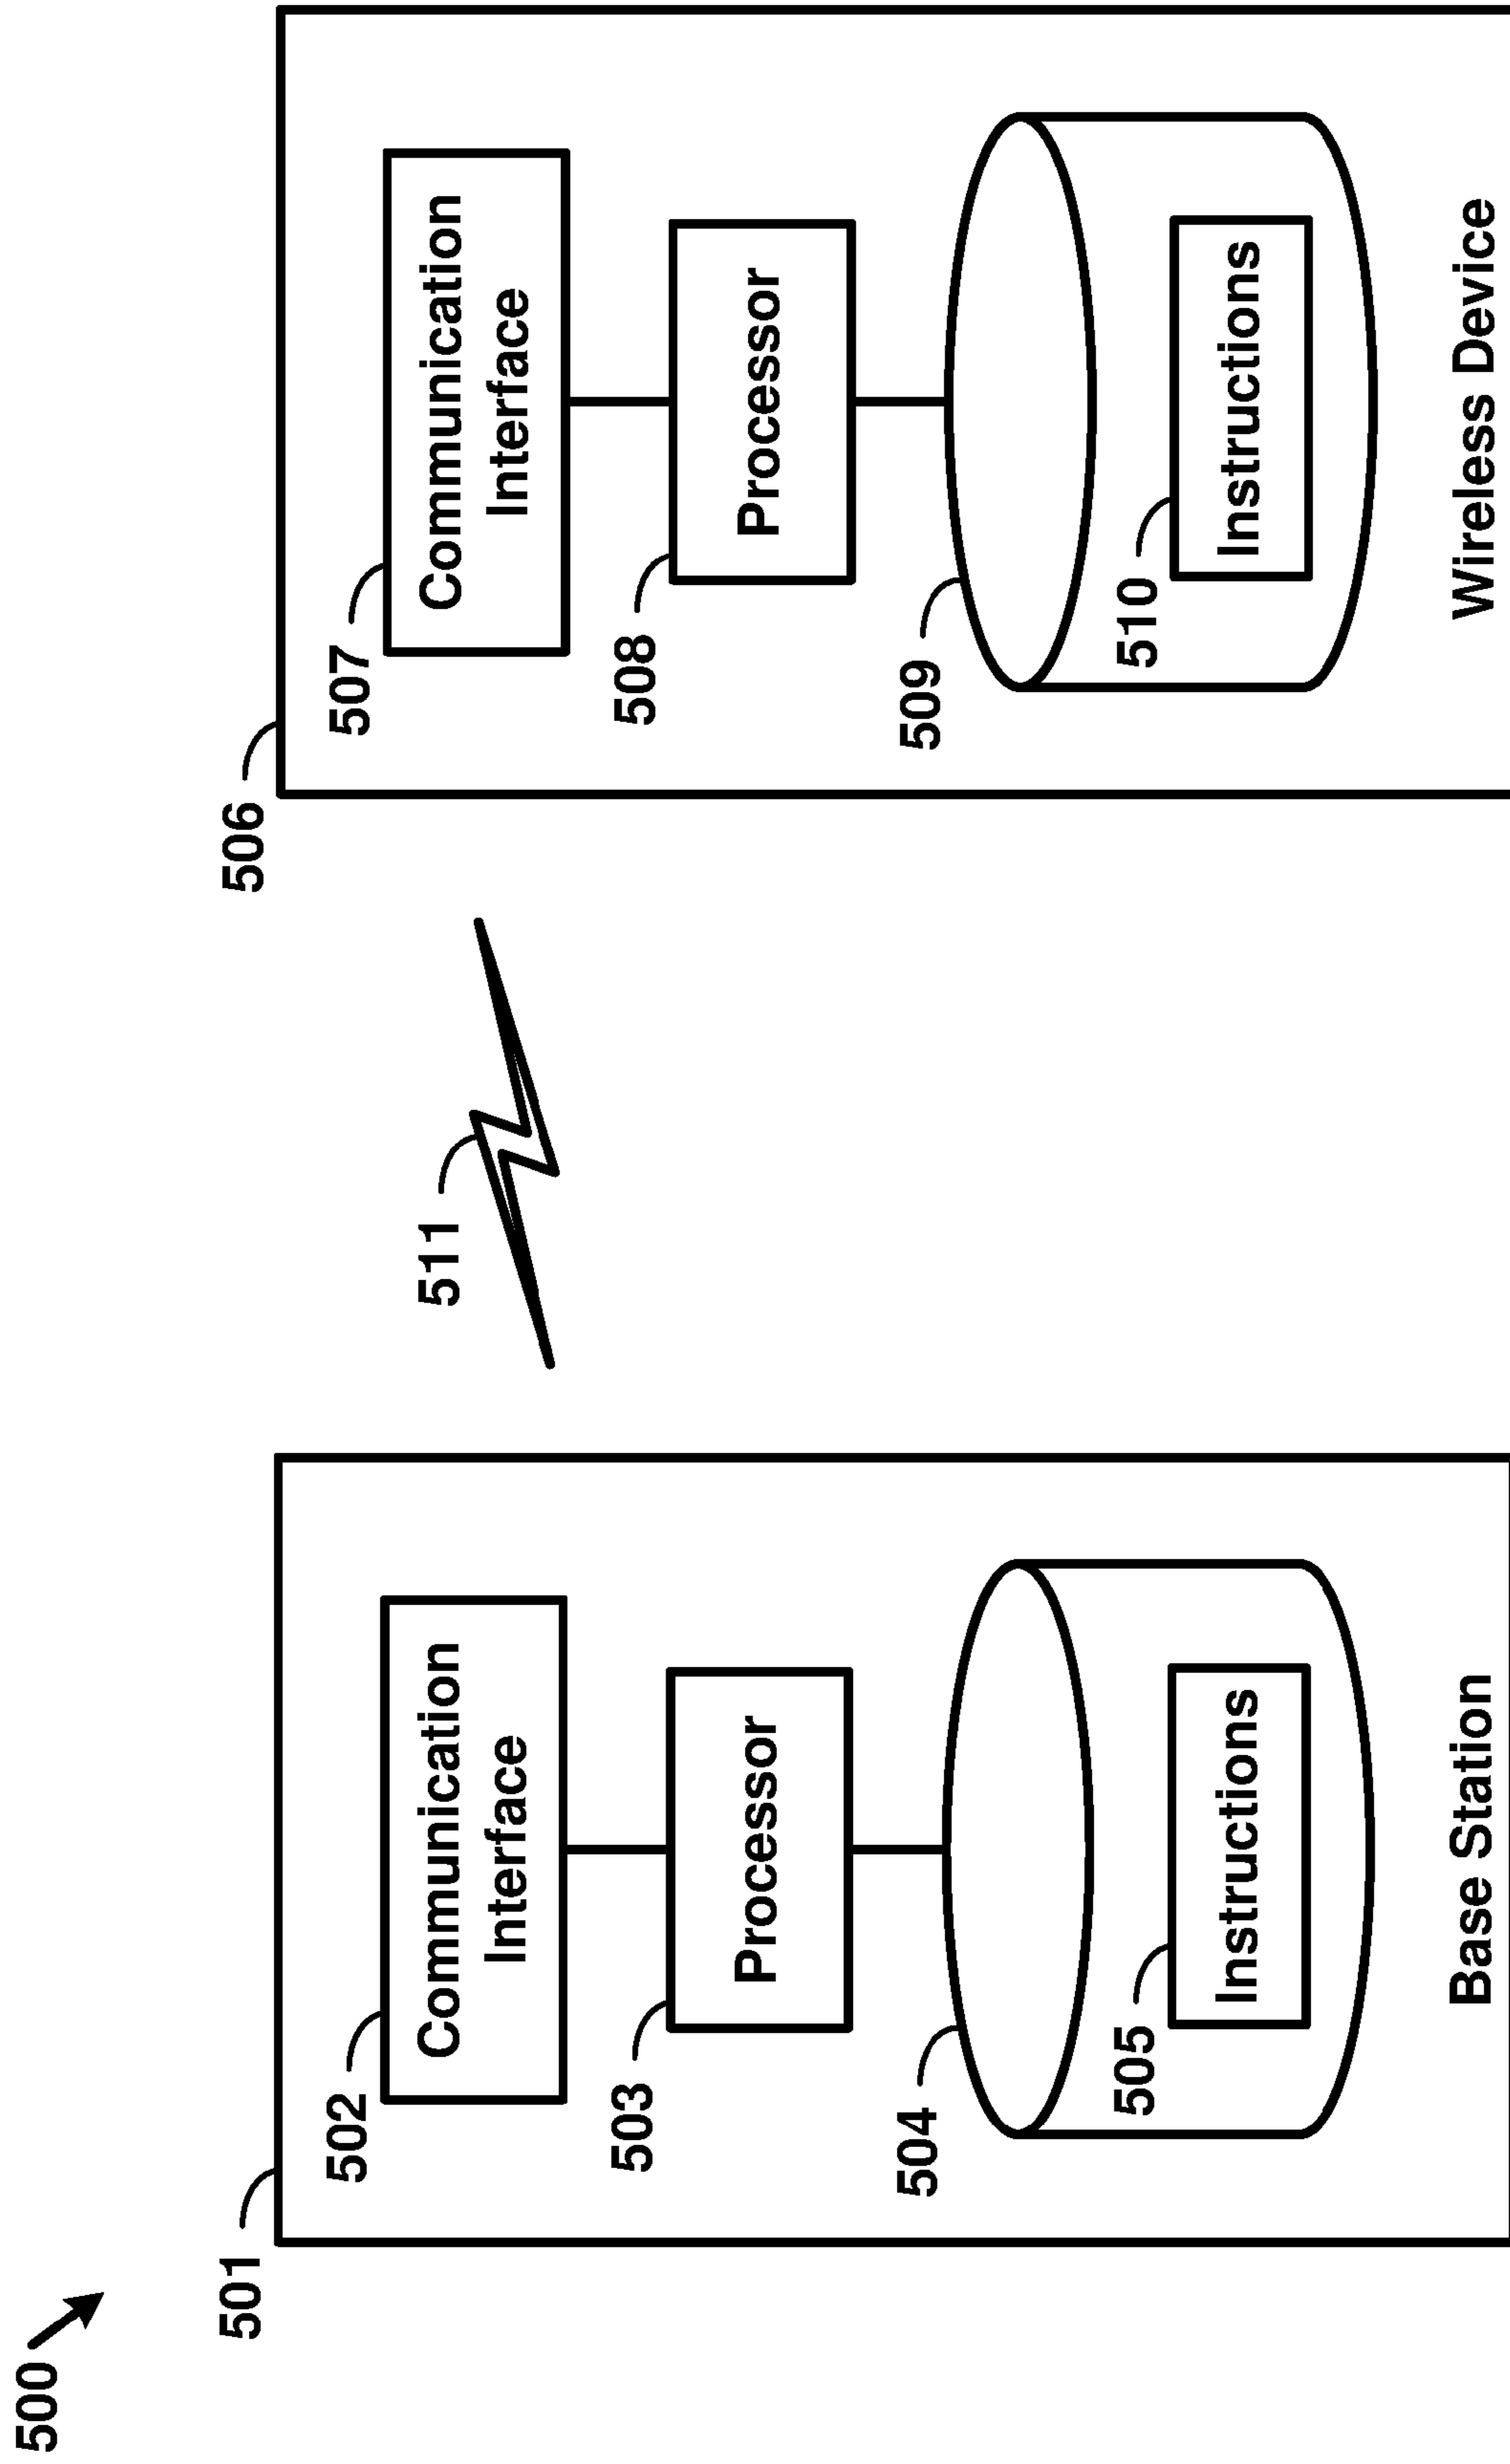 500
501
502
Communication
Interface
503
Processor
504
505
Instructions
Base Station
511
506
507
Communication
Interface
508
Processor
509
510
Instructions
Wireless Device